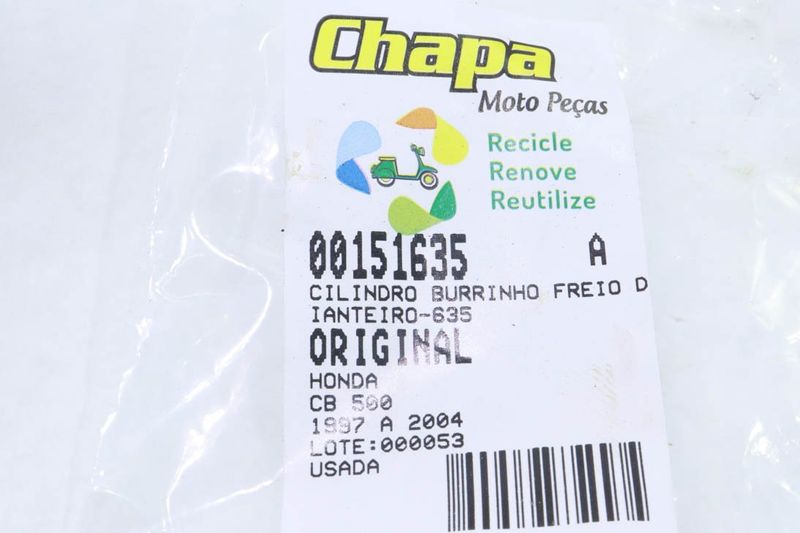 Chapa
Moto Peças
Recicle
Renove
Reutilize
00151635 A
CILINDRO BURRINHO FREIO D
IANTEIRO-635
ORIGINAL
HONDA
CB 500
1997 A 2004
LOTE:000053
USADA